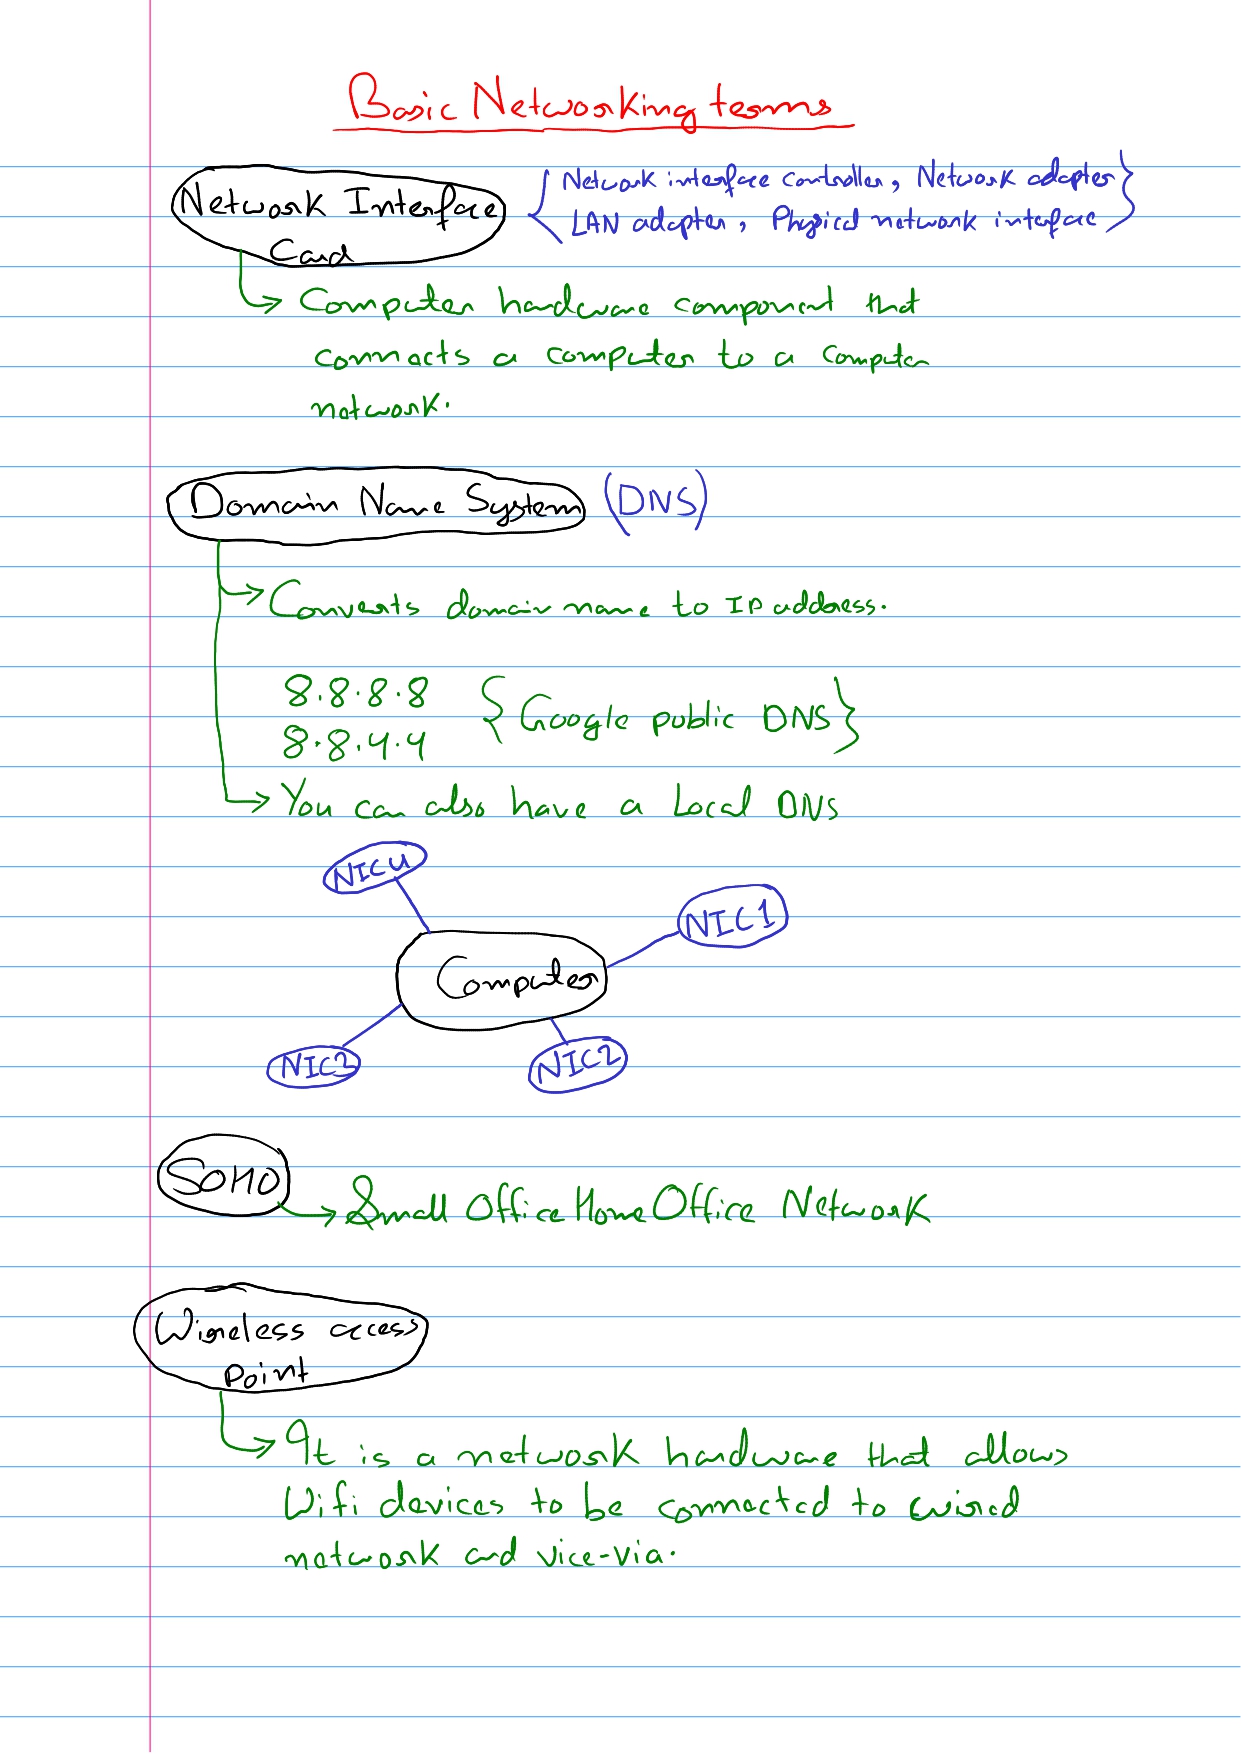 Basic Networking terms
Network Interface
Card
{Network interface controller, Network adapter
LAN adapter, Physical network interface}
Computer hardware component that
connects a computer to a computer
network.
Domain Name System (DNS)
Converts domain name to IP address.
8.8.8.8
8.8.4.4
{Google public DNS}
You can also have a Local DNS
NIC4
NIC1
Computer
NIC3
NIC2
SOHO
Small Office Home Office Network
Wireless access
point
It is a network hardware that allows
Wifi devices to be connected to wired
network and vice-via.